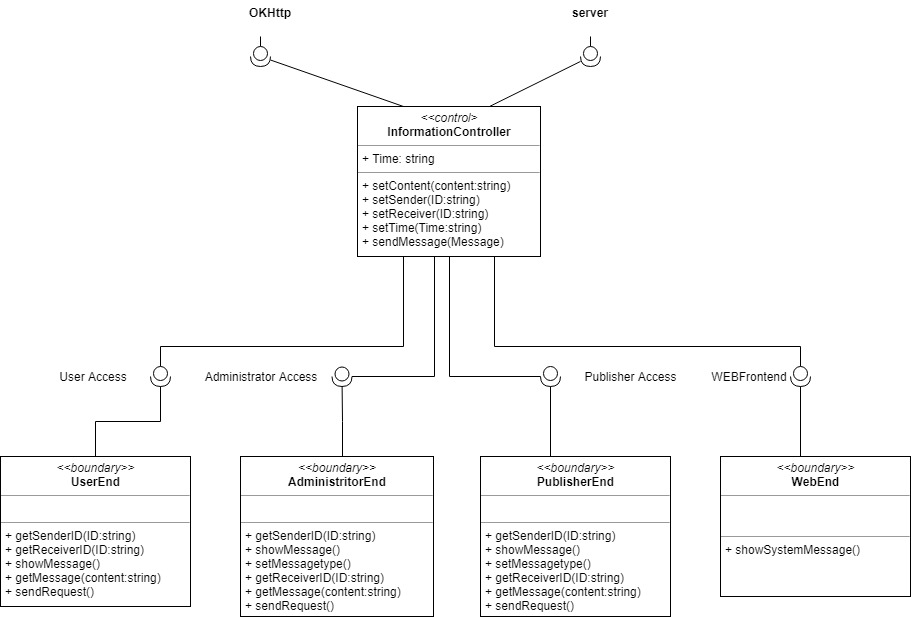 OKHttp
server
<<control>
InformationController
+ Time: string
+ setContent(content:string)
+ setSender(ID:string)
+ setReceiver(ID:string)
+ setTime(Time:string)
+ sendMessage(Message)
User Access
Administrator Access
Publisher Access
WEBFrontend
<<boundary>>
UserEnd
+ getSenderID(ID:string)
+ getReceiverID(ID:string)
+ showMessage()
+ getMessage(content:string)
+ sendRequest()
<<boundary>>
AdministritorEnd
+ getSenderID(ID:string)
+ showMessage()
+ setMessagetype()
+ getReceiverID(ID:string)
+ getMessage(content:string)
+ sendRequest()
<<boundary>>
PublisherEnd
+ getSenderID(ID:string)
+ showMessage()
+ setMessagetype()
+ getReceiverID(ID:string)
+ getMessage(content:string)
+ sendRequest()
<<boundary>>
WebEnd
+ showSystemMessage()